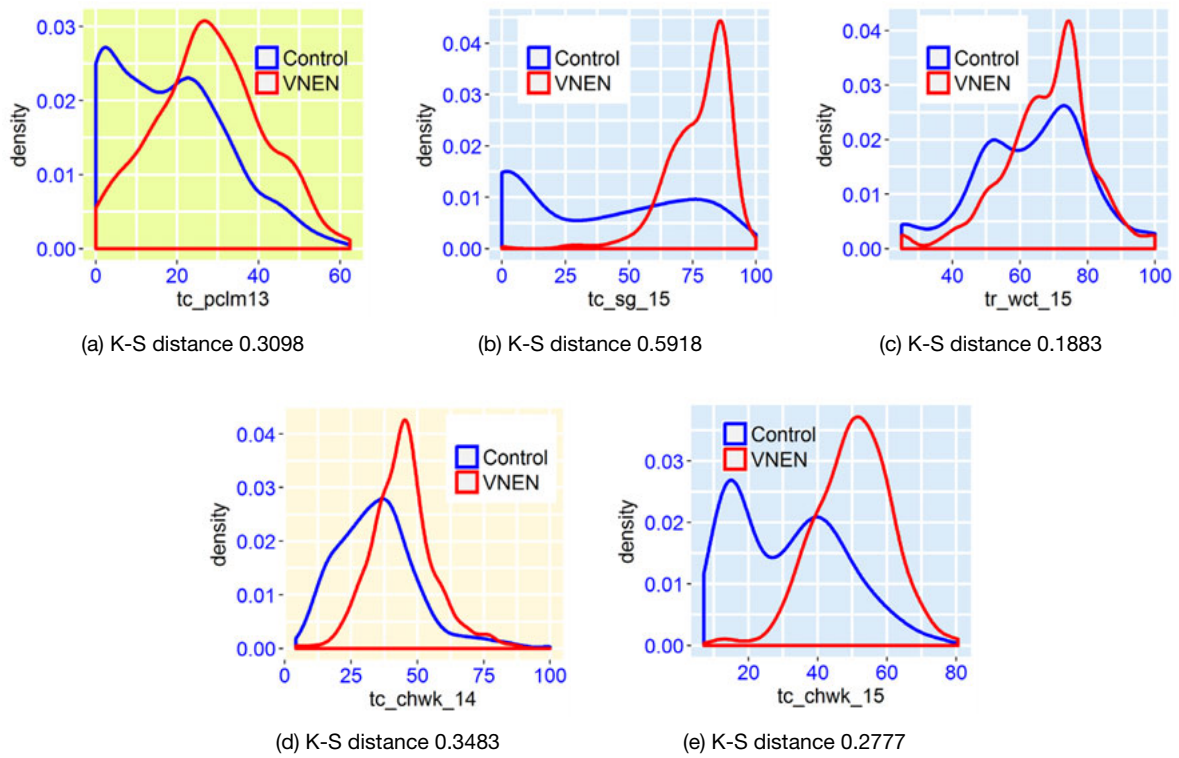 0.03
0.02
0.01
0.00
density
Control
VNEN
0 20 40 60
tc_pclm13
(a) K-S distance 0.3098
0.04
0.03
0.02
0.01
0.00
density
Control
VNEN
0 25 50 75 100
tc_sg_15
(b) K-S distance 0.5918
0.04
0.03
0.02
0.01
0.00
density
Control
VNEN
40 60 80 100
tr_wct_15
(c) K-S distance 0.1883
0.04
0.03
0.02
0.01
0.00
density
Control
VNEN
0 25 50 75 100
tc_chwk_14
(d) K-S distance 0.3483
0.03
0.02
0.01
0.00
density
Control
VNEN
20 40 60 80
tc_chwk_15
(e) K-S distance 0.2777